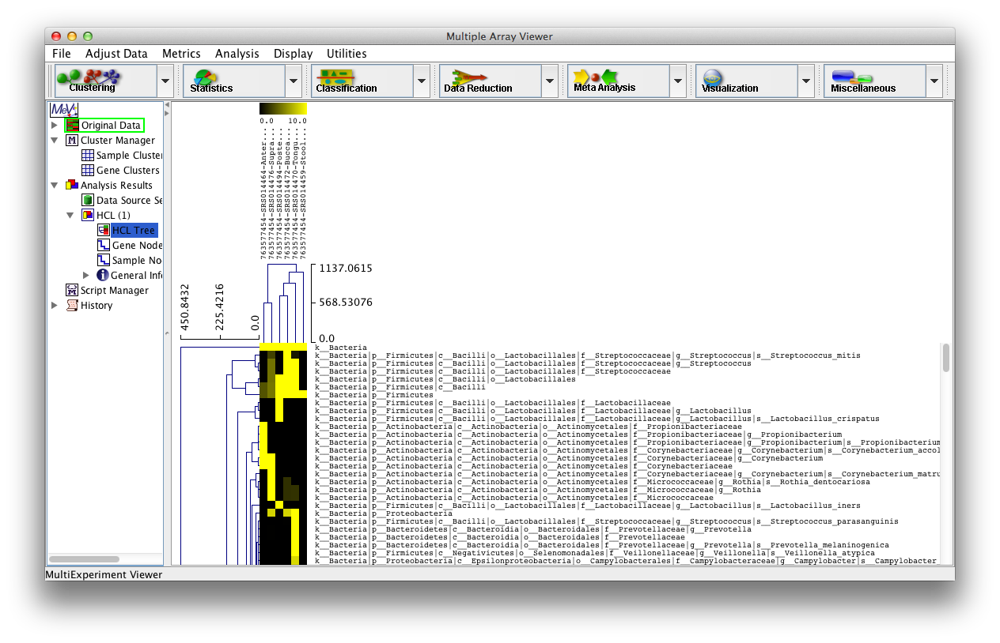 Multiple Array Viewer
File Adjust Data Metrics Analysis Display Utilities
Clustering Statistics Classification Data Reduction Meta Analysis Visualization Miscellaneous
MeV
Original Data
Cluster Manager
Sample Cluster
Gene Clusters
Analysis Results
Data Source Se
HCL (1)
HCL Tree
Gene Node
Sample No
General Info
Script Manager
History
0.0 10.0
763577454-SRS014464-Anter...
763577454-SRS014476-Supra...
763577454-SRS014494-Poste...
763577454-SRS014472-Bucca...
763577454-SRS014470-Tongu...
763577454-SRS014459-Stool...
1137.0615
568.53076
0.0
450.8432
225.4216
0.0
k__Bacteria
k__Bacteria|p__Firmicutes|c__Bacilli|o__Lactobacillales|f__Streptococcaceae|g__Streptococcus|s__Streptococcus_mitis
k__Bacteria|p__Firmicutes|c__Bacilli|o__Lactobacillales|f__Streptococcaceae|g__Streptococcus
k__Bacteria|p__Firmicutes|c__Bacilli|o__Lactobacillales|f__Streptococcaceae
k__Bacteria|p__Firmicutes|c__Bacilli|o__Lactobacillales
k__Bacteria|p__Firmicutes|c__Bacilli
k__Bacteria|p__Firmicutes
k__Bacteria|p__Firmicutes|c__Bacilli|o__Lactobacillales|f__Lactobacillaceae
k__Bacteria|p__Firmicutes|c__Bacilli|o__Lactobacillales|f__Lactobacillaceae|g__Lactobacillus
k__Bacteria|p__Firmicutes|c__Bacilli|o__Lactobacillales|f__Lactobacillaceae|g__Lactobacillus|s__Lactobacillus_crispatus
k__Bacteria|p__Actinobacteria|c__Actinobacteria|o__Actinomycetales|f__Propionibacteriaceae
k__Bacteria|p__Actinobacteria|c__Actinobacteria|o__Actinomycetales|f__Propionibacteriaceae|g__Propionibacterium
k__Bacteria|p__Actinobacteria|c__Actinobacteria|o__Actinomycetales|f__Propionibacteriaceae|g__Propionibacterium|s__Propionibacterium
k__Bacteria|p__Actinobacteria|c__Actinobacteria|o__Actinomycetales|f__Corynebacteriaceae|g__Corynebacterium|s__Corynebacterium_accol
k__Bacteria|p__Actinobacteria|c__Actinobacteria|o__Actinomycetales|f__Corynebacteriaceae|g__Corynebacterium
k__Bacteria|p__Actinobacteria|c__Actinobacteria|o__Actinomycetales|f__Corynebacteriaceae
k__Bacteria|p__Actinobacteria|c__Actinobacteria|o__Actinomycetales|f__Corynebacteriaceae|g__Corynebacterium|s__Corynebacterium_matru
k__Bacteria|p__Actinobacteria|c__Actinobacteria|o__Actinomycetales|f__Micrococcaceae|g__Rothia|s__Rothia_dentocariosa
k__Bacteria|p__Actinobacteria|c__Actinobacteria|o__Actinomycetales|f__Micrococcaceae|g__Rothia
k__Bacteria|p__Actinobacteria|c__Actinobacteria|o__Actinomycetales|f__Micrococcaceae
k__Bacteria|p__Firmicutes|c__Bacilli|o__Lactobacillales|f__Lactobacillaceae|g__Lactobacillus|s__Lactobacillus_iners
k__Bacteria|p__Proteobacteria
k__Bacteria|p__Firmicutes|c__Bacilli|o__Lactobacillales|f__Streptococcaceae|g__Streptococcus|s__Streptococcus_parasanguinis
k__Bacteria|p__Bacteroidetes|c__Bacteroidia|o__Bacteroidales|f__Prevotellaceae|g__Prevotella
k__Bacteria|p__Bacteroidetes|c__Bacteroidia|o__Bacteroidales|f__Prevotellaceae
k__Bacteria|p__Bacteroidetes|c__Bacteroidia|o__Bacteroidales|f__Prevotellaceae|g__Prevotella|s__Prevotella_melaninogenica
k__Bacteria|p__Firmicutes|c__Negativicutes|o__Selenomonadales|f__Veillonellaceae|g__Veillonella|s__Veillonella_atypica
k__Bacteria|p__Proteobacteria|c__Epsilonproteobacteria|o__Campylobacterales|f__Campylobacteraceae|g__Campylobacter|s__Campylobacter_
MultiExperiment Viewer